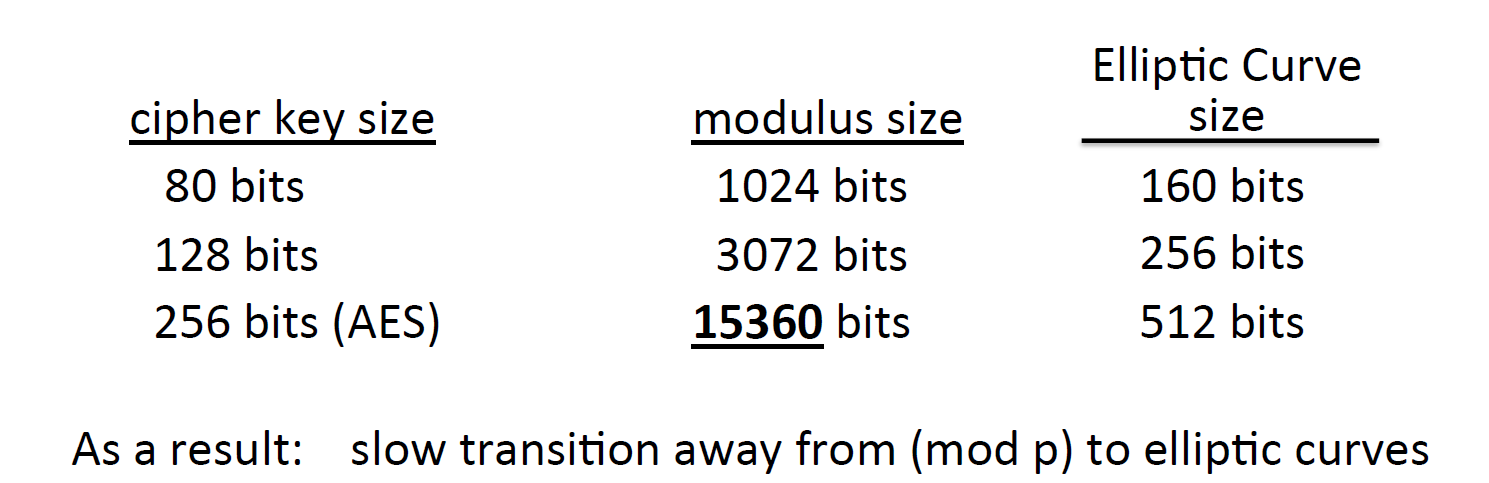 Elliptic Curve
cipher key size modulus size size
80 bits 1024 bits 160 bits
128 bits 3072 bits 256 bits
256 bits (AES) 15360 bits 512 bits
As a result: slow transition away from (mod p) to elliptic curves